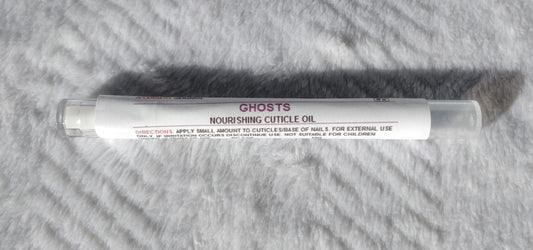 GHOSTS
NOURISHING CUTICLE OIL
DIRECTIONS: APPLY SMALL AMOUNT TO CUTICLES/BASE OF NAILS. FOR EXTERNAL USE
ONLY. IF IRRITATION OCCURS DISCONTINUE USE. NOT SUITABLE FOR CHILDREN